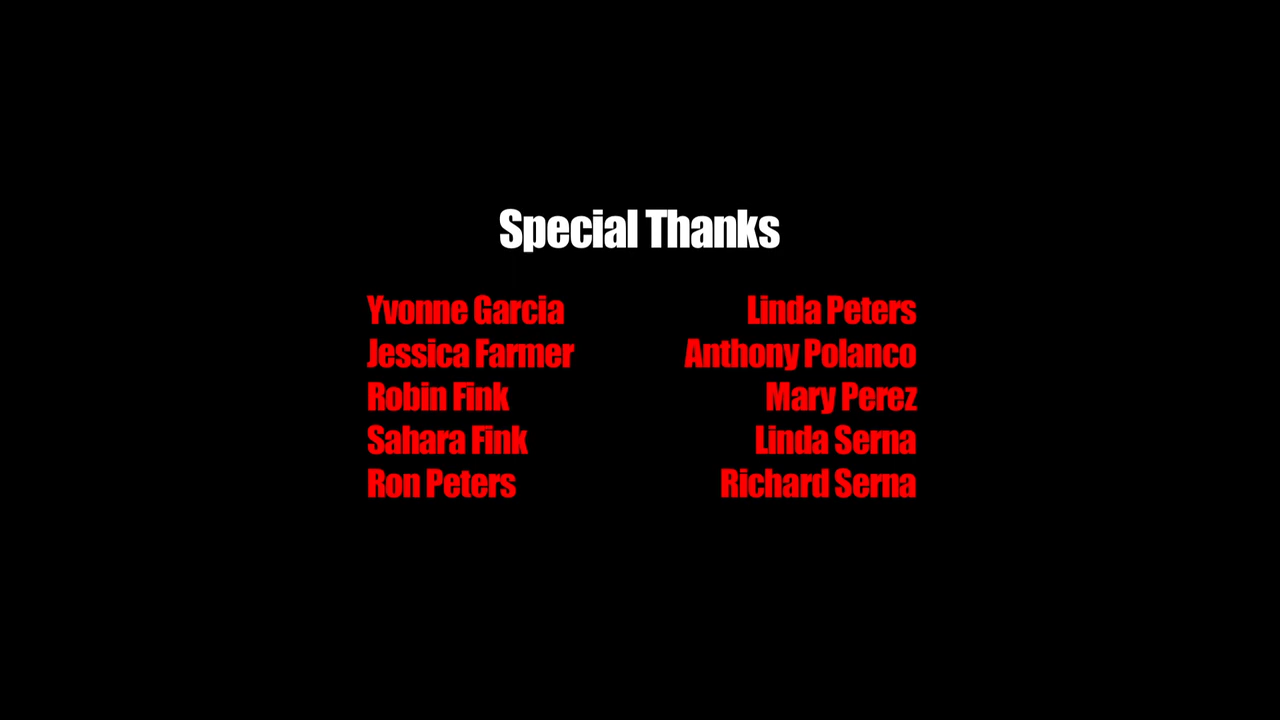 Special Thanks
Yvonne Garcia
Jessica Farmer
Robin Fink
Sahara Fink
Ron Peters
Linda Peters
Anthony Polanco
Mary Perez
Linda Serna
Richard Serna